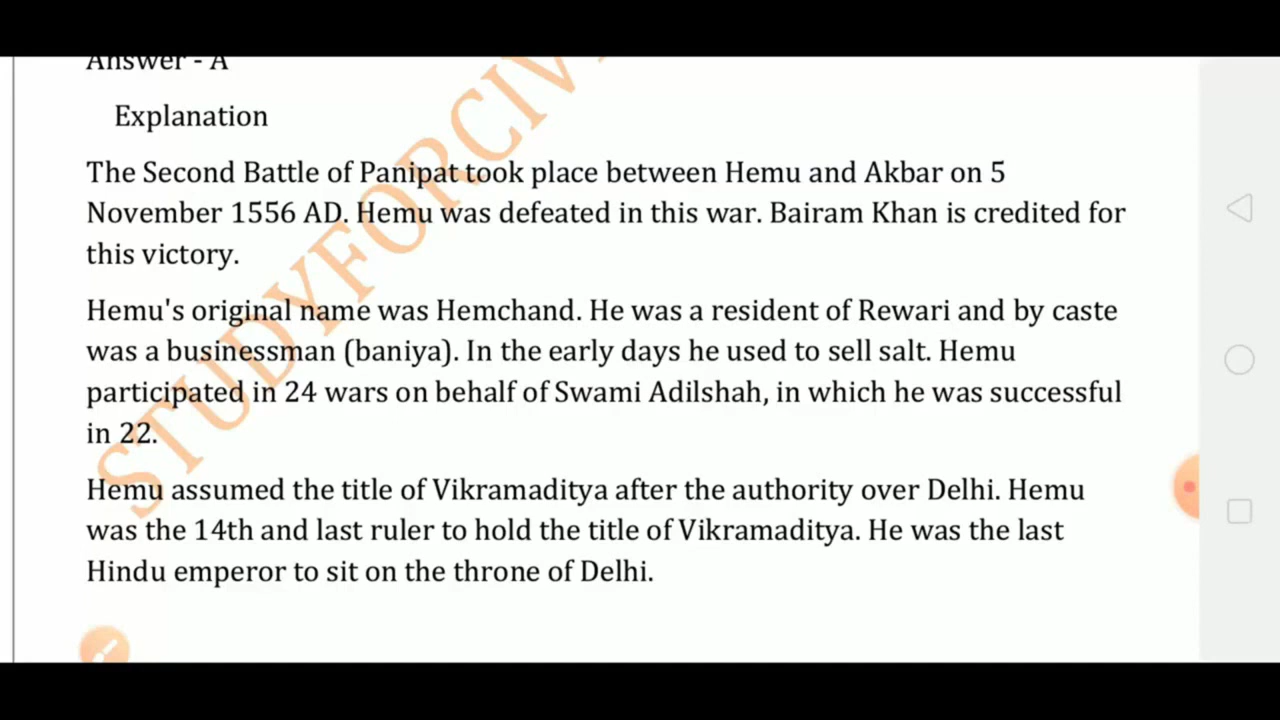 Answer - A
Explanation
The Second Battle of Panipat took place between Hemu and Akbar on 5
November 1556 AD. Hemu was defeated in this war. Bairam Khan is credited for
this victory.
Hemu's original name was Hemchand. He was a resident of Rewari and by caste
was a businessman (baniya). In the early days he used to sell salt. Hemu
participated in 24 wars on behalf of Swami Adilshah, in which he was successful
in 22.
Hemu assumed the title of Vikramaditya after the authority over Delhi. Hemu
was the 14th and last ruler to hold the title of Vikramaditya. He was the last
Hindu emperor to sit on the throne of Delhi.
STUDYFORCIV